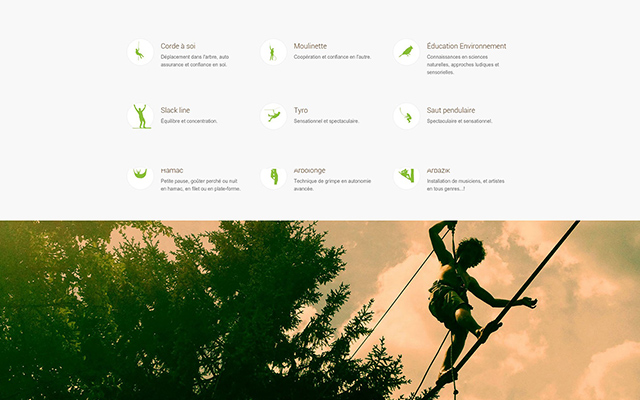 Corde à soi
Déplacement dans l'arbre, auto
assurance et confiance en soi.
Moulinette
Coopération et confiance en l'autre.
Éducation Environnement
Connaissances en sciences
naturelles, approches ludiques et
sensorielles.
Slack line
Équilibre et concentration.
Tyro
Sensationnel et spectaculaire.
Saut pendulaire
Spectaculaire et sensationnel.
Hamac
Petite pause, goûter perché ou nuit
en hamac, en filet ou en plate-forme.
Arbolonge
Technique de grimpe en autonomie
avancée.
Arbazik
Installation de musiciens, et artistes
en tous genres...!